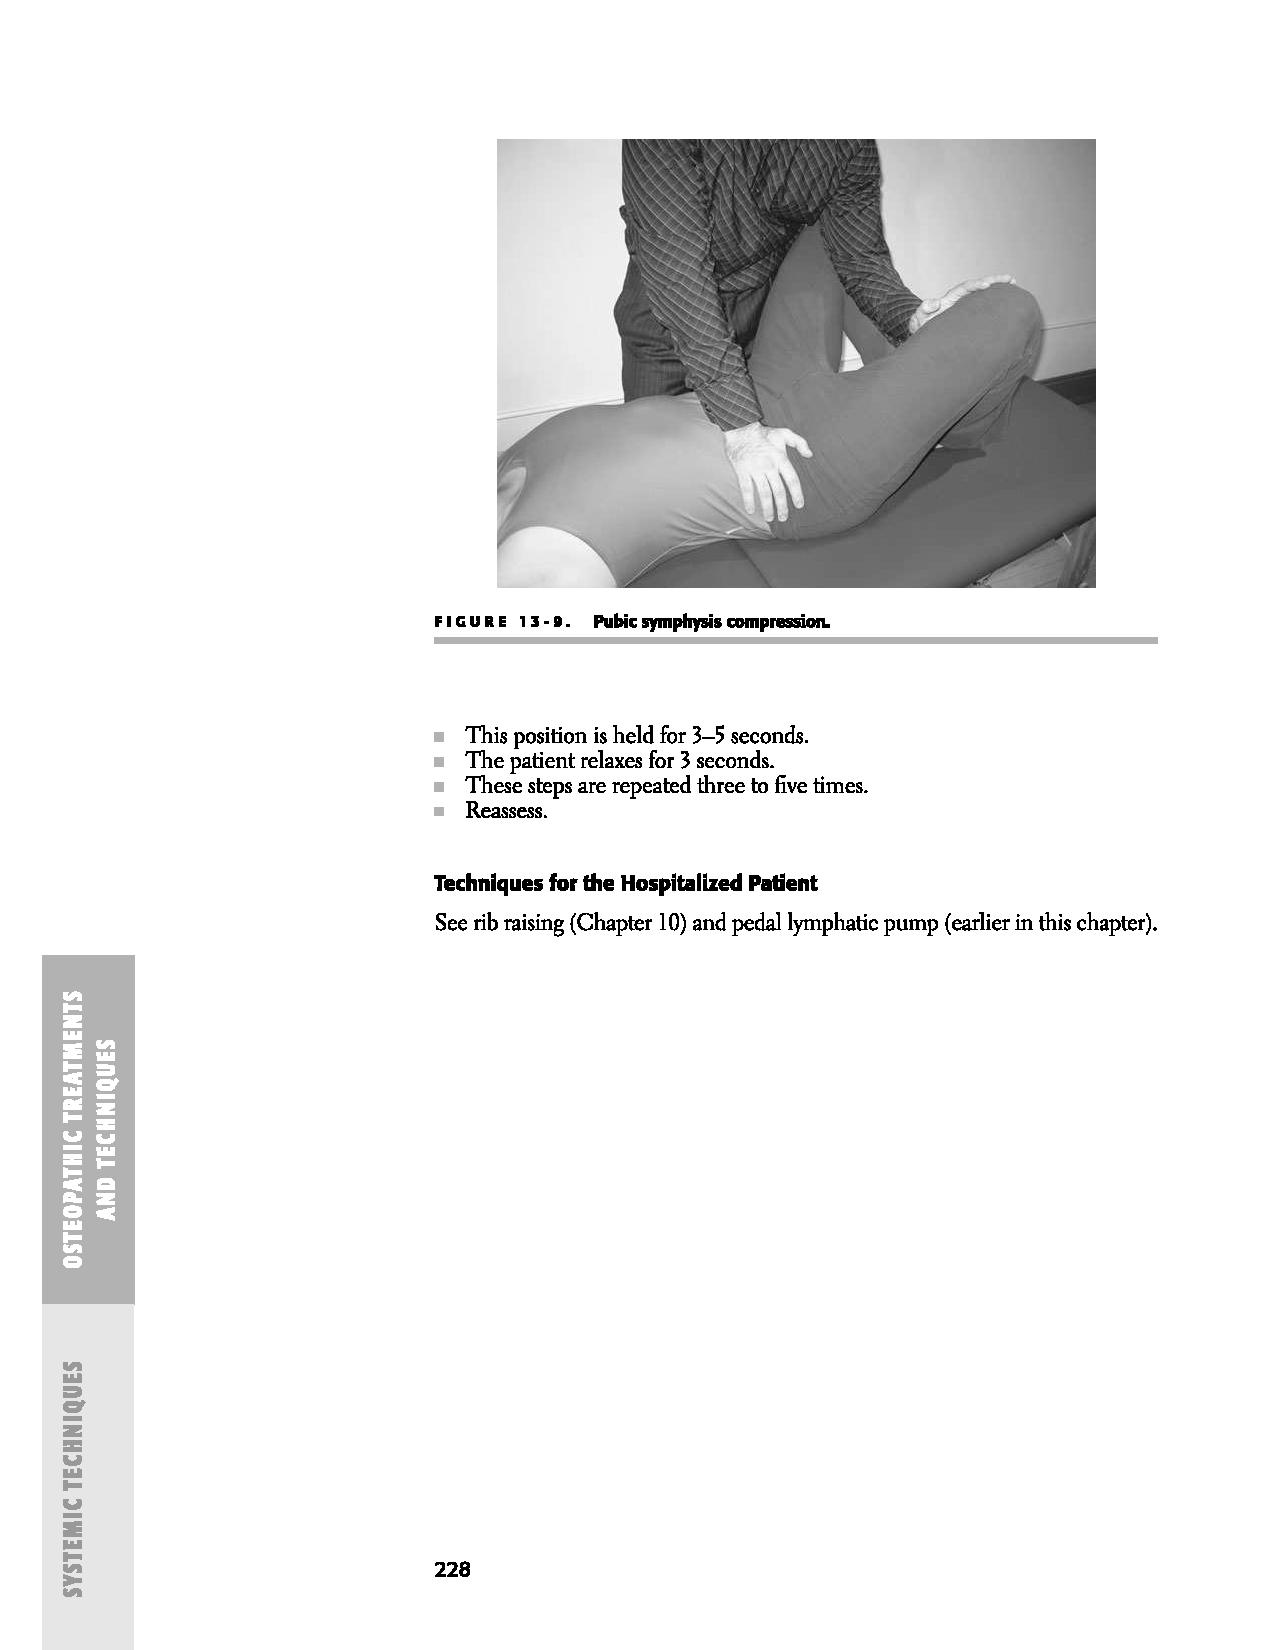 FIGURE 13-9. Pubic symphysis compression.
■ This position is held for 3–5 seconds.
■ The patient relaxes for 3 seconds.
■ These steps are repeated three to five times.
■ Reassess.
Techniques for the Hospitalized Patient
See rib raising (Chapter 10) and pedal lymphatic pump (earlier in this chapter).
OSTEOPATHIC TREATMENTS
AND TECHNIQUES
SYSTEMIC TECHNIQUES
228